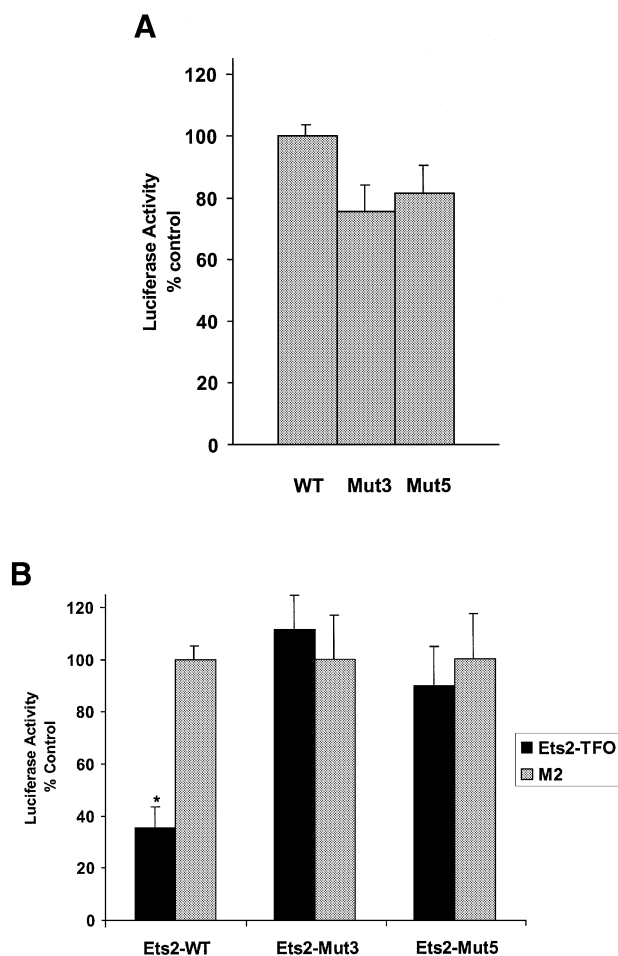 A
Luciferase Activity
% control
120
100
80
60
40
20
0
WT Mut3 Mut5
B
Luciferase Activity
% Control
120
100
80
60
40
20
0
*
Ets2-TFO
M2
Ets2-WT Ets2-Mut3 Ets2-Mut5